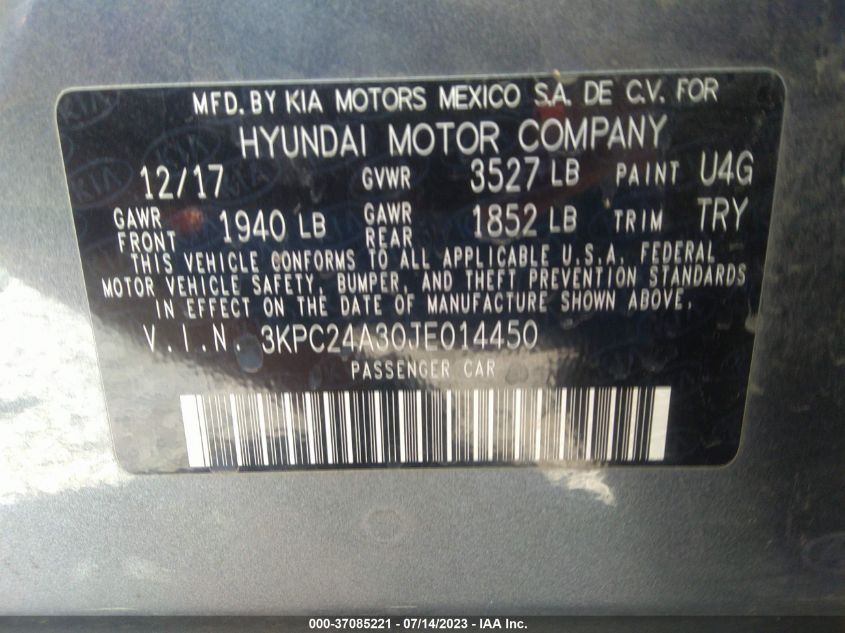 MFD. BY KIA MOTORS MEXICO S.A. DE C.V. FOR
HYUNDAI MOTOR COMPANY
12/17 GVWR 3527 LB PAINT U4G
GAWR FRONT 1940 LB GAWR REAR 1852 LB TRIM TRY
THIS VEHICLE CONFORMS TO ALL APPLICABLE U.S.A. FEDERAL
MOTOR VEHICLE SAFETY, BUMPER, AND THEFT PREVENTION STANDARDS
IN EFFECT ON THE DATE OF MANUFACTURE SHOWN ABOVE.
V.I.N. 3KPC24A30JE014450
PASSENGER CAR
000-37085221 - 07/14/2023 - IAA Inc.